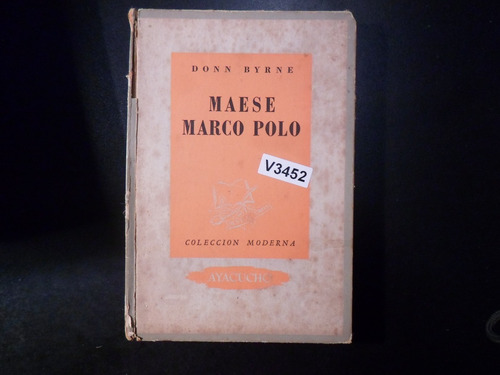 DONN BYRNE
MAESE
MARCO POLO
V3452
COLECCION MODERNA
AYACUCHO